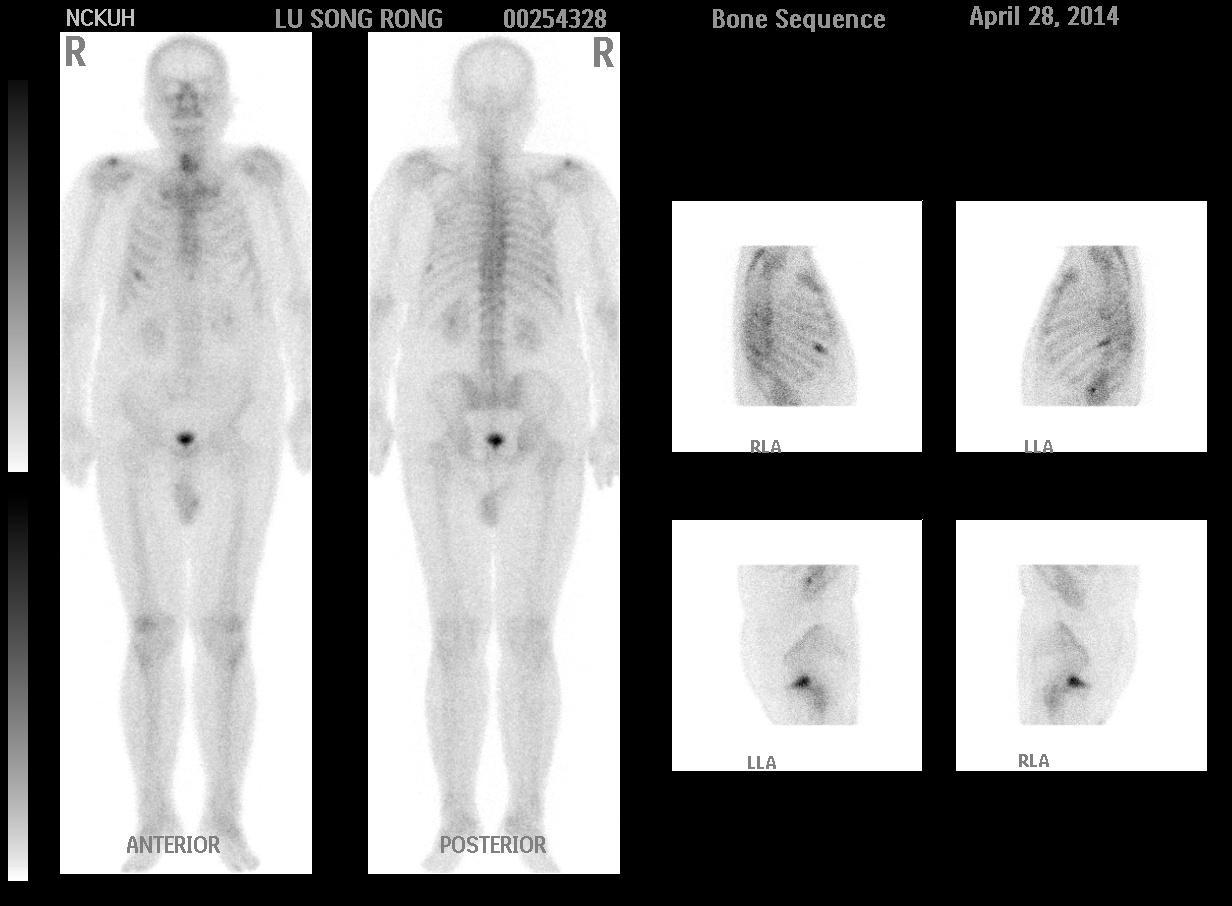 NCKUH LU SONG RONG 00254328 Bone Sequence April 28, 2014
R R
RLA LLA
LLA RLA
ANTERIOR POSTERIOR